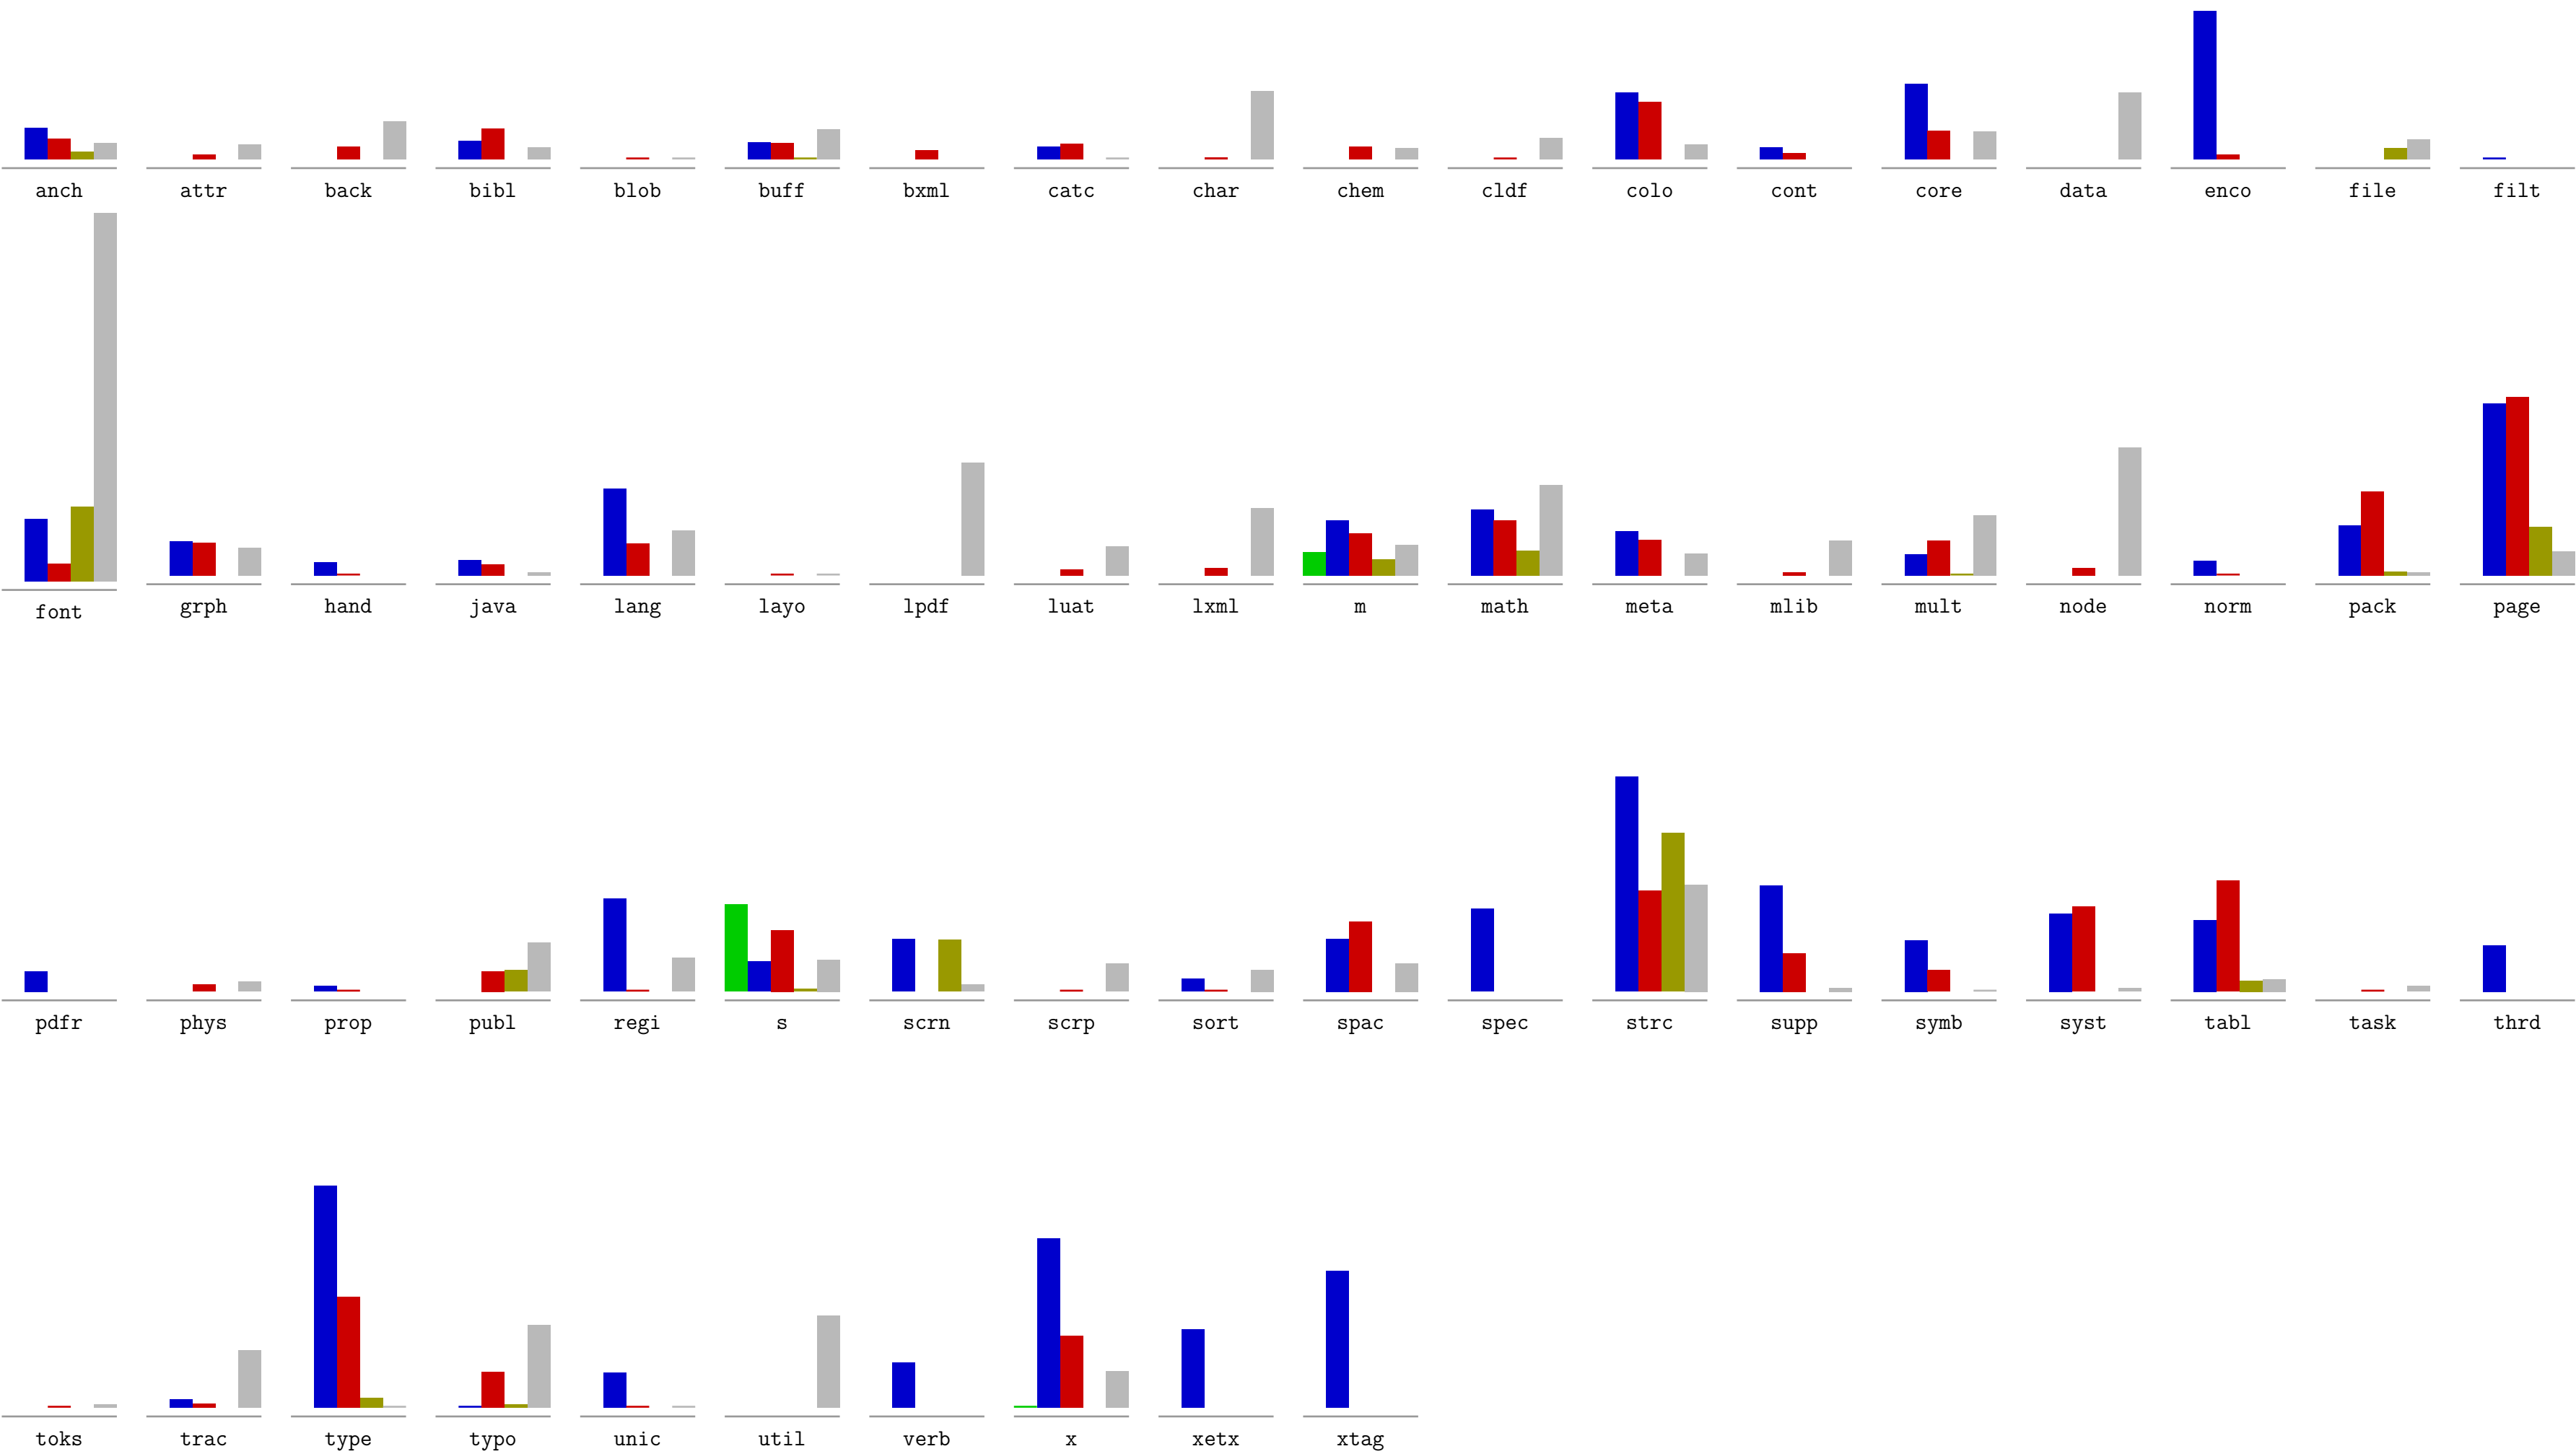 anch attr back bibl blob buff bxml catc char chem cldf colo cont core data enco file filt
font grph hand java lang layo lpdf luat lxml m math meta mlib mult node norm pack page
pdfr phys prop publ regi s scrn scrp sort spac spec strc supp symb syst tabl task thrd
toks trac type typo unic util verb x xetx xtag